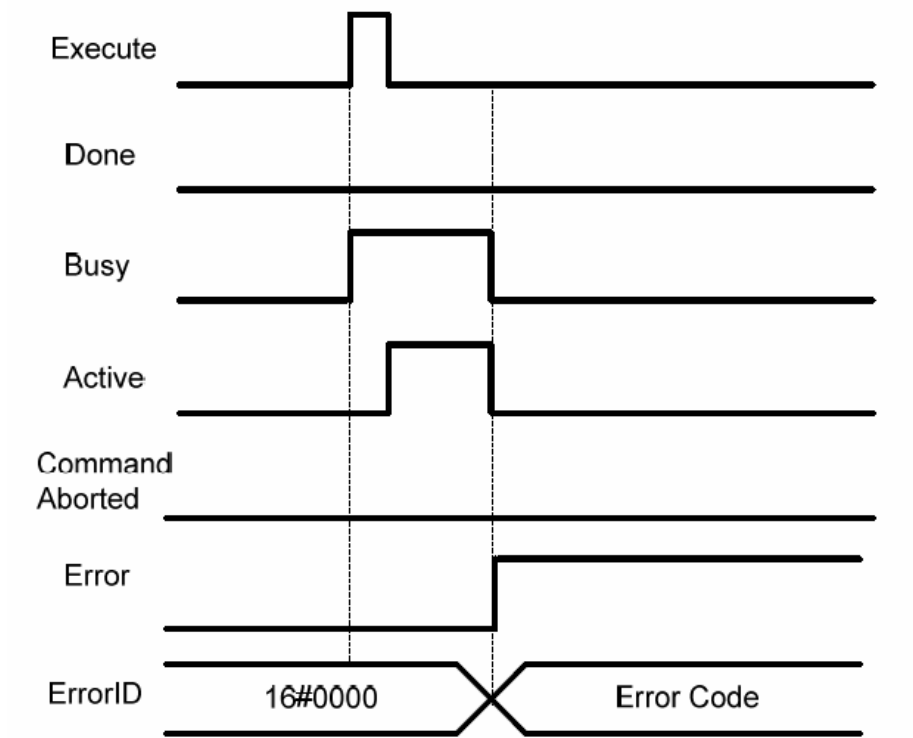 Execute
Done
Busy
Active
Command
Aborted
Error
ErrorID
16#0000
Error Code